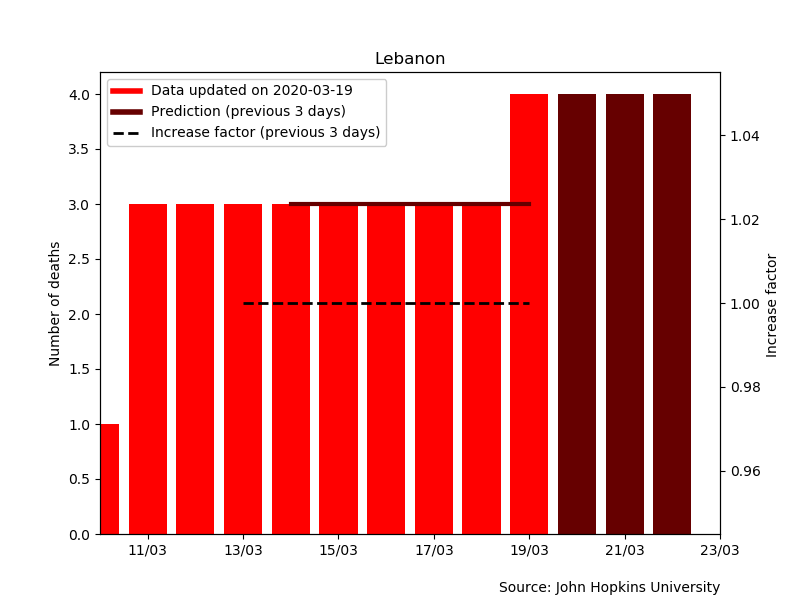 Lebanon
Data updated on 2020-03-19
Prediction (previous 3 days)
Increase factor (previous 3 days)
Number of deaths
4.0
3.5
3.0
2.5
2.0
1.5
1.0
0.5
0.0
1.04
1.02
1.00
0.98
0.96
Increase factor
11/03 13/03 15/03 17/03 19/03 21/03 23/03
Source: John Hopkins University